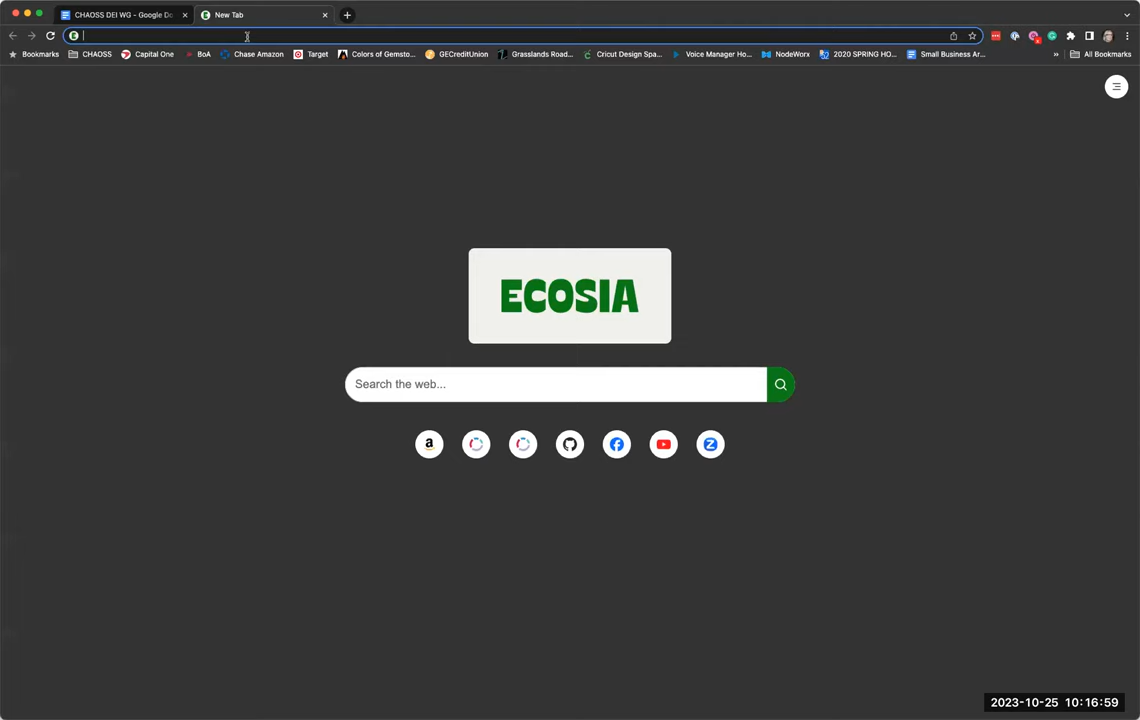 CHAOSS DEI WG - Google Do
New Tab
Bookmarks
CHAOSS
Capital One
BoA
Chase Amazon
Target
Colors of Gemsto...
GECreditUnion
Grasslands Road...
Cricut Design Spa...
Voice Manager Ho...
NodeWorx
2020 SPRING HO...
Small Business Ar...
»
All Bookmarks
ECOSIA
Search the web...
2023-10-25 10:16:59